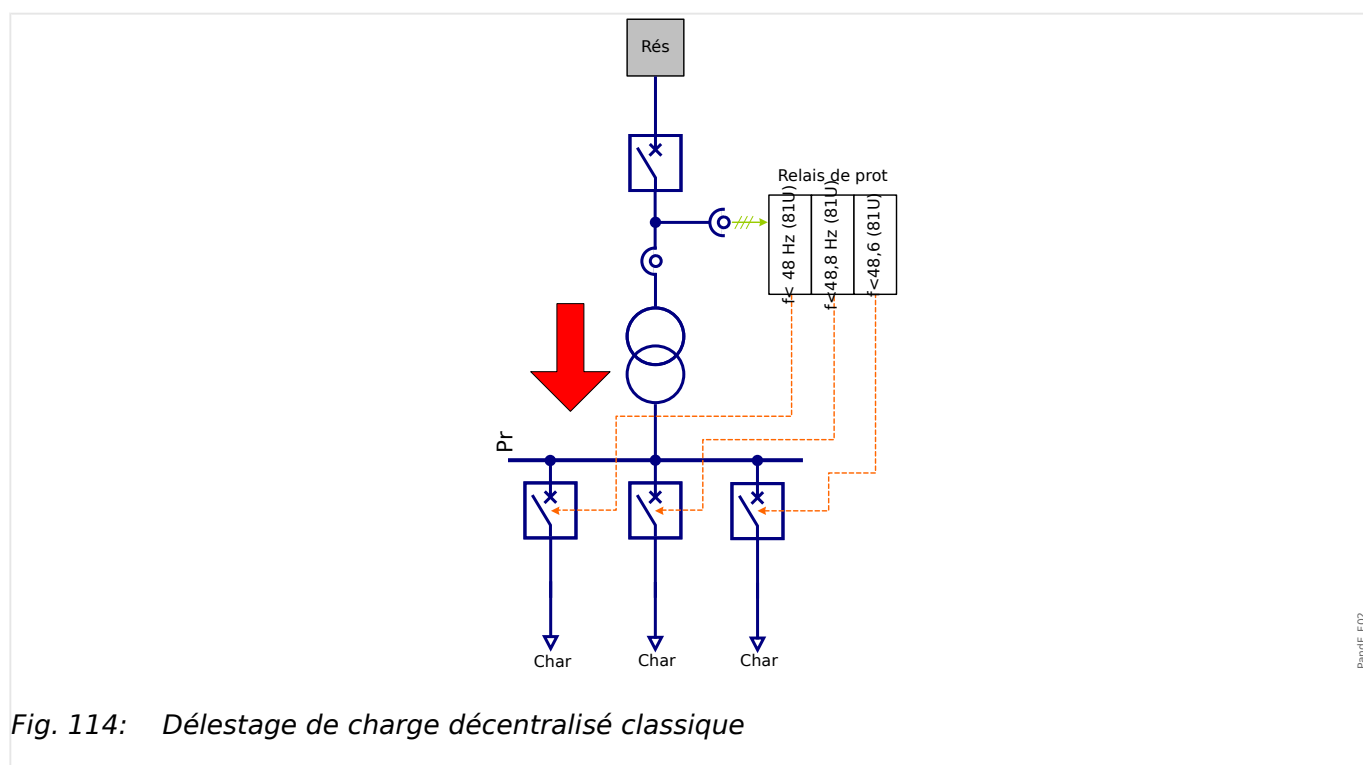 Rés
Relais de prot
f< 48 Hz (81U)
f<48,8 Hz (81U)
f<48,6 (81U)
Pr
Char
Char
Char
PandE_E02
Fig. 114: Délestage de charge décentralisé classique